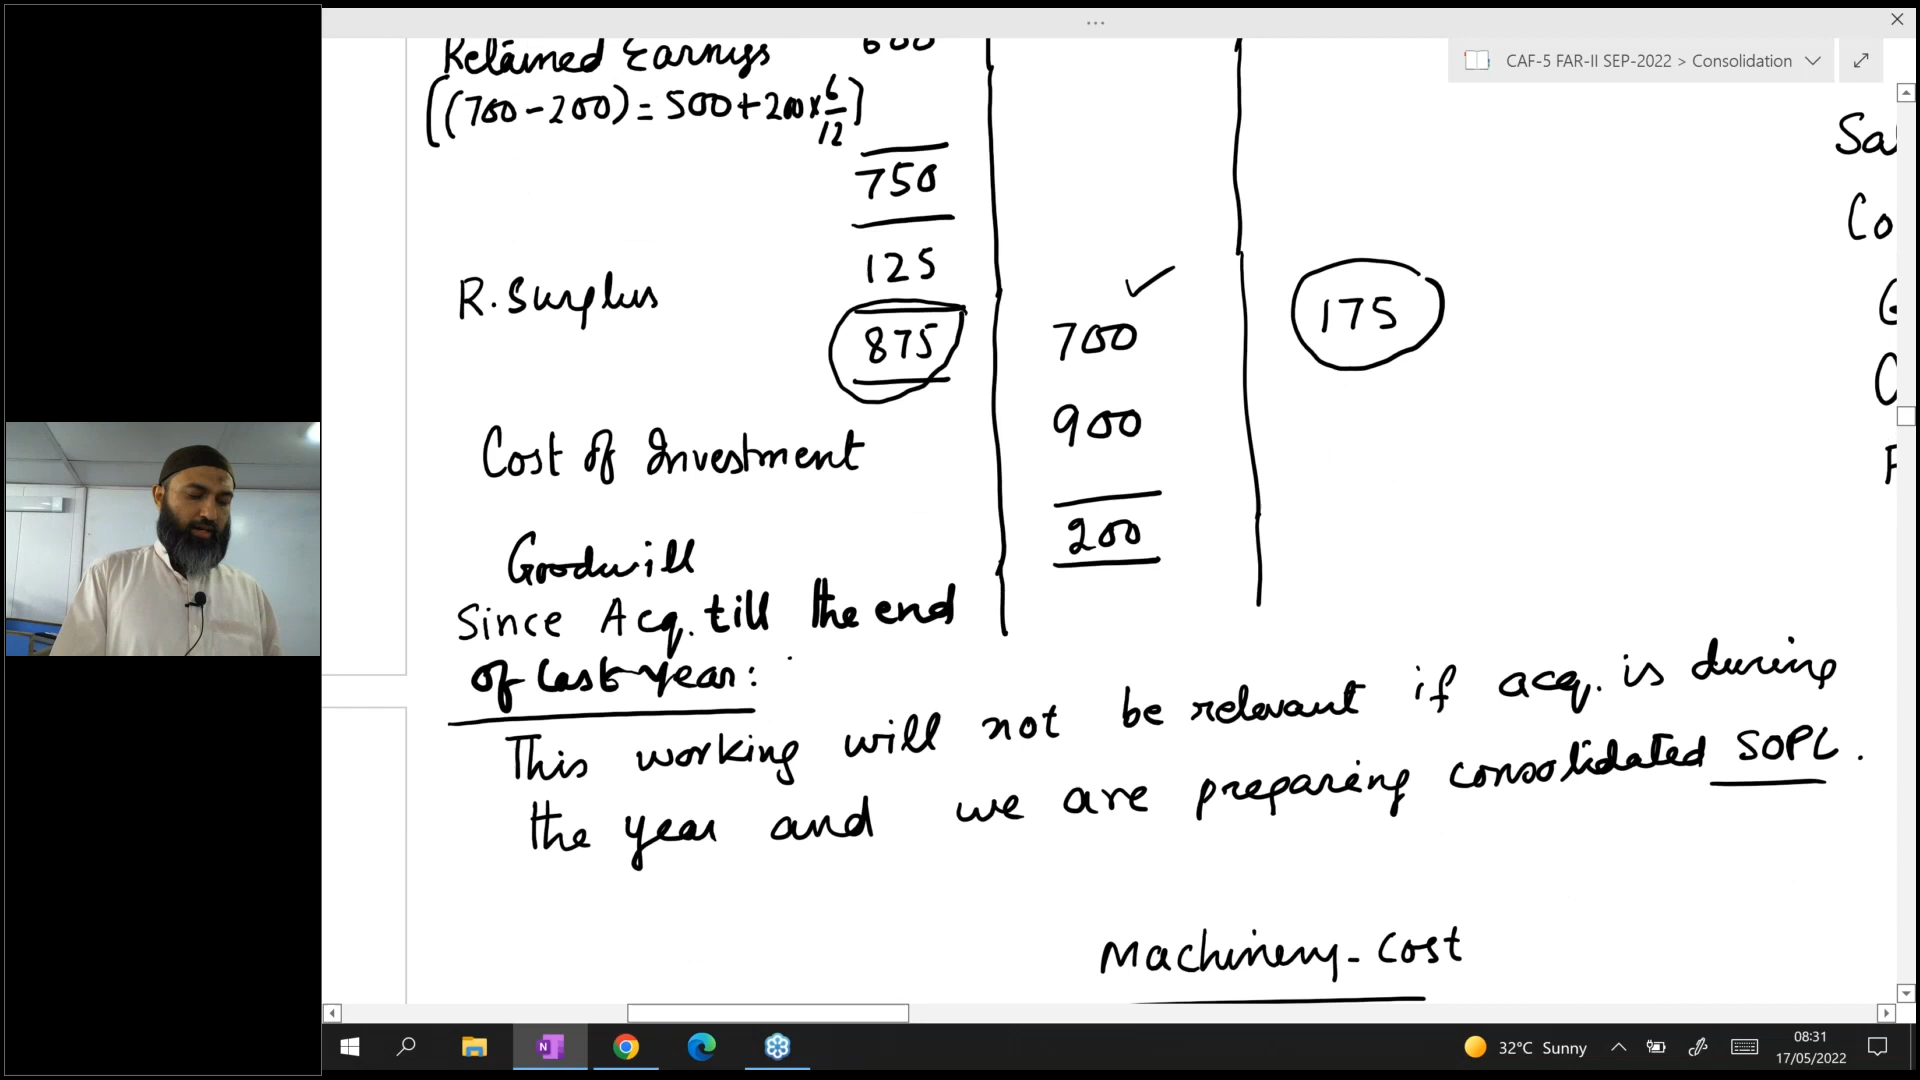 CAF-5 FAR-II SEP-2022 > Consolidation
Retained Earnings 600
[(700-200)=500+200×6/12]
750
125
R. Surplus
875 700 175
900
Cost of Investment
200
Goodwill
Since Acq. till the end
of last year:
This working will not be relevant if acq. is during
the year and we are preparing consolidated SOPL.
Machinery - Cost
Sa
Co
G
O
F
32°C Sunny
08:31
17/05/2022